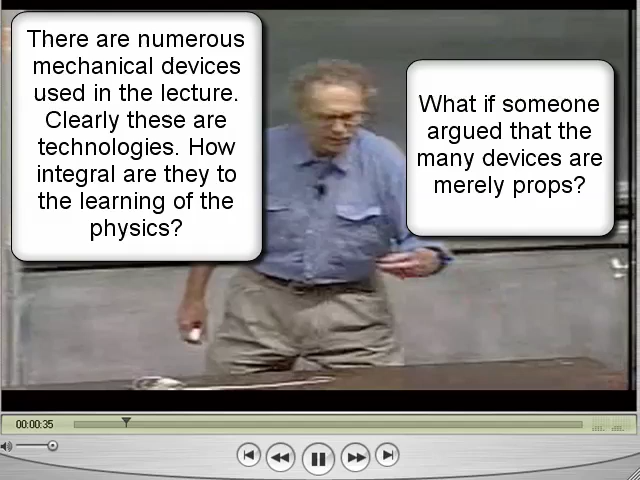 There are numerous
mechanical devices
used in the lecture.
Clearly these are
technologies. How
integral are they to
the learning of the
physics?
What if someone
argued that the
many devices are
merely props?
00:00:35